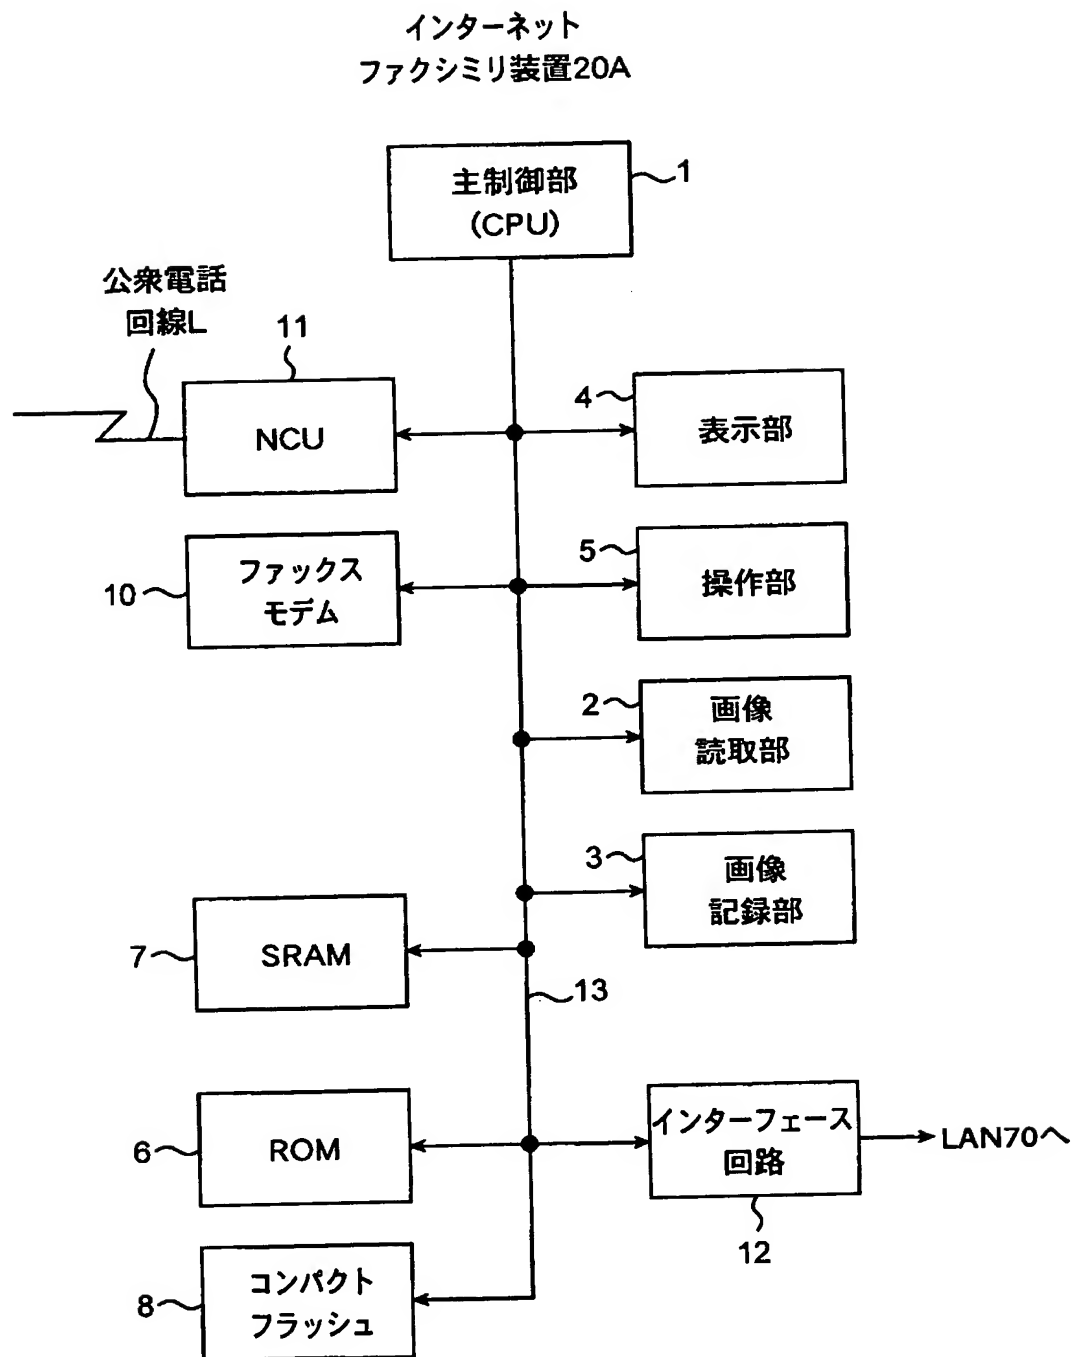 インターネット
ファクシミリ装置20A
主制御部
(CPU)
1
公衆電話
回線L
11
NCU
4
表示部
10
ファックス
モデム
5
操作部
2
画像
読取部
3
画像
記録部
7
SRAM
13
6
ROM
インターフェース
回路
LAN70へ
12
8
コンパクト
フラッシュ